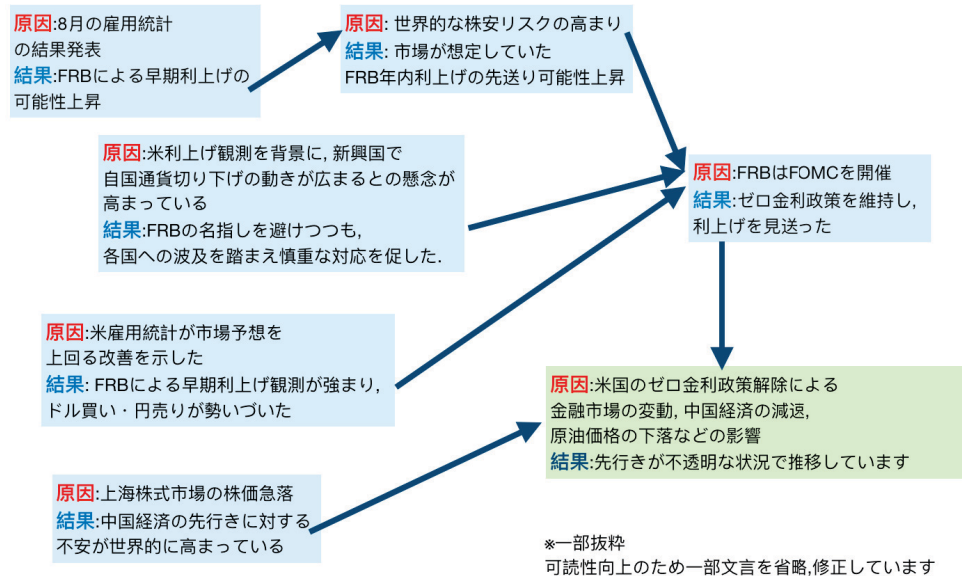 原因:8月の雇用統計
の結果発表
結果:FRBによる早期利上げの
可能性上昇
原因: 世界的な株安リスクの高まり
結果: 市場が想定していた
FRB年内利上げの先送り可能性上昇
原因:米利上げ観測を背景に, 新興国で
自国通貨切り下げの動きが広まるとの懸念が
高まっている
結果:FRBの名指しを避けつつも,
各国への波及を踏まえ慎重な対応を促した.
原因:FRBはFOMCを開催
結果:ゼロ金利政策を維持し,
利上げを見送った
原因:米雇用統計が市場予想を
上回る改善を示した
結果: FRBによる早期利上げ観測が強まり,
ドル買い・円売りが勢いづいた
原因:米国のゼロ金利政策解除による
金融市場の変動, 中国経済の減速,
原油価格の下落などの影響
結果:先行きが不透明な状況で推移しています
原因:上海株式市場の株価急落
結果:中国経済の先行きに対する
不安が世界的に高まっている
※一部抜粋
可読性向上のため一部文言を省略,修正しています